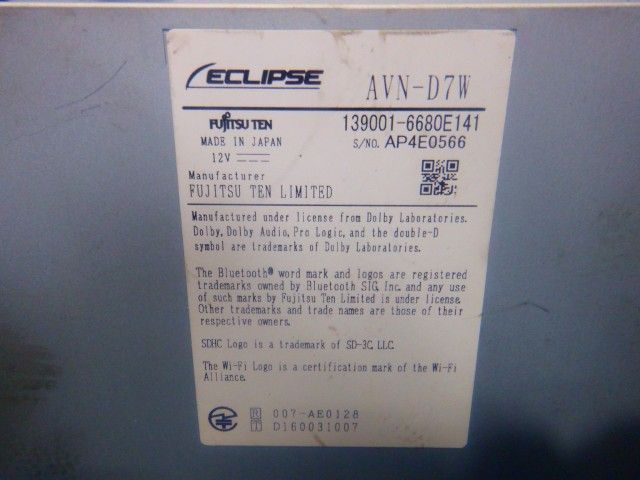 ECLIPSE AVN-D7W
FUJITSU TEN 139001-6680E141
MADE IN JAPAN S/NO. AP4E0566
12V
Manufacturer
FUJITSU TEN LIMITED
Manufactured under license from Dolby Laboratories.
Dolby, Dolby Audio, Pro Logic, and the double-D
symbol are trademarks of Dolby Laboratories.
The Bluetooth® word mark and logos are registered
trademarks owned by Bluetooth SIG, Inc. and any use
of such marks by Fujitsu Ten Limited is under license.
Other trademarks and trade names are those of their
respective owners.
SDHC Logo is a trademark of SD-3C, LLC.
The Wi-Fi Logo is a certification mark of the Wi-Fi
Alliance.
R 007-AE0128
T D160031007